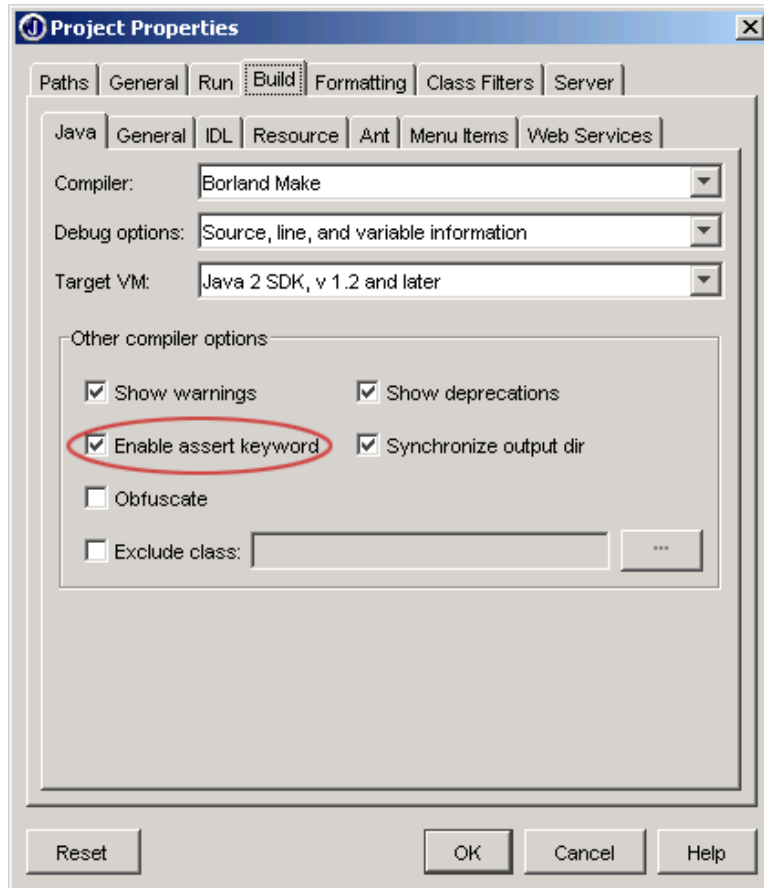 Project Properties
Paths General Run Build Formatting Class Filters Server
Java General IDL Resource Ant Menu Items Web Services
Compiler: Borland Make
Debug options: Source, line, and variable information
Target VM: Java 2 SDK, v 1.2 and later
Other compiler options
Show warnings Show deprecations
Enable assert keyword Synchronize output dir
Obfuscate
Exclude class: ...
Reset OK Cancel Help